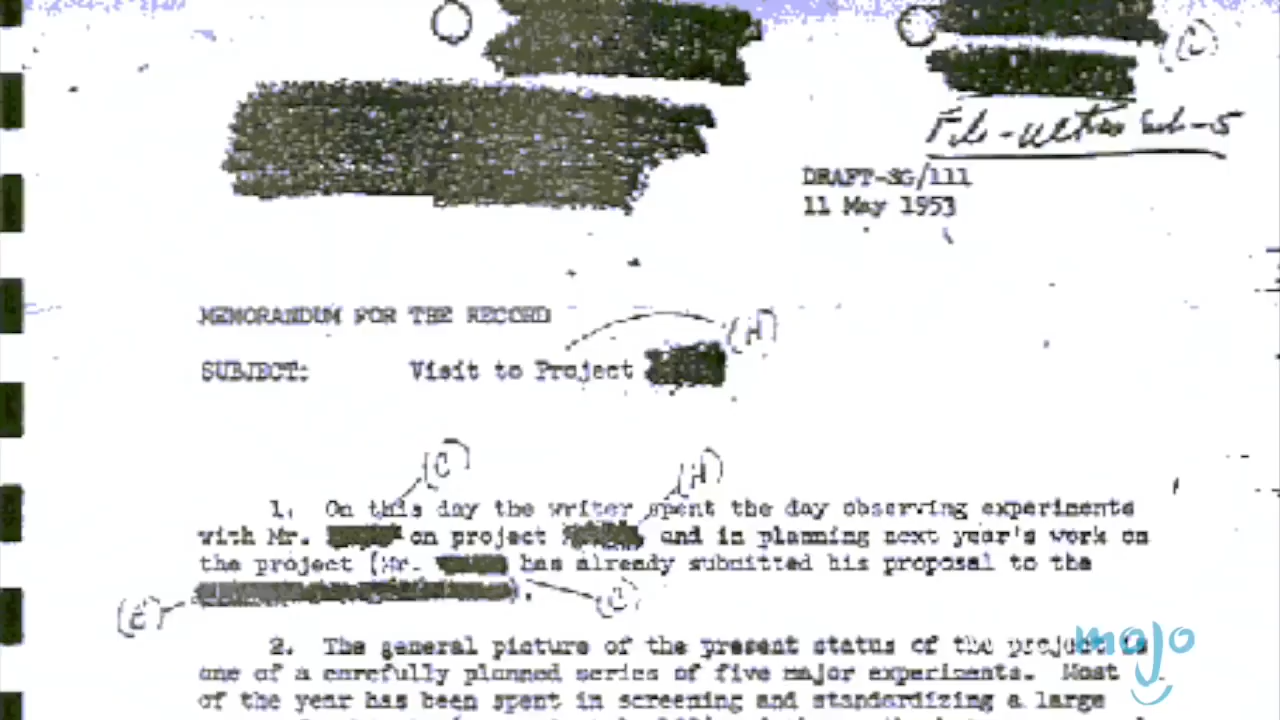 (C)
DRAFT-SG/111
11 May 1953
MEMORANDUM FOR THE RECORD
(H)
SUBJECT: Visit to Project
(C) (H)
1. On this day the writer spent the day observing experiments
with Mr. on project and in planning next year's work on
the project (Mr. has already submitted his proposal to the
).
(E) (C)
2. The general picture of the present status of the project is
one of a carefully planned series of five major experiments. Most
of the year has been spent in screening and standardizing a large
mojo